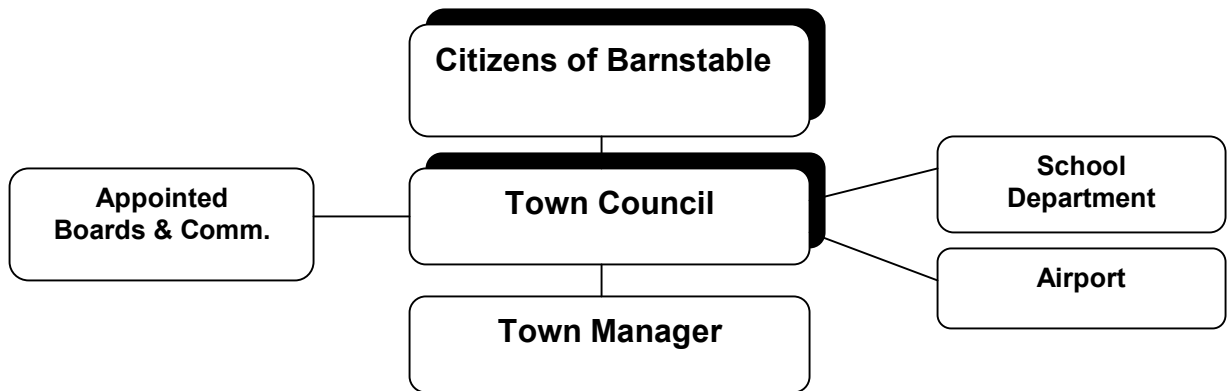 Citizens of Barnstable
Appointed
Boards & Comm.
Town Council
School
Department
Airport
Town Manager